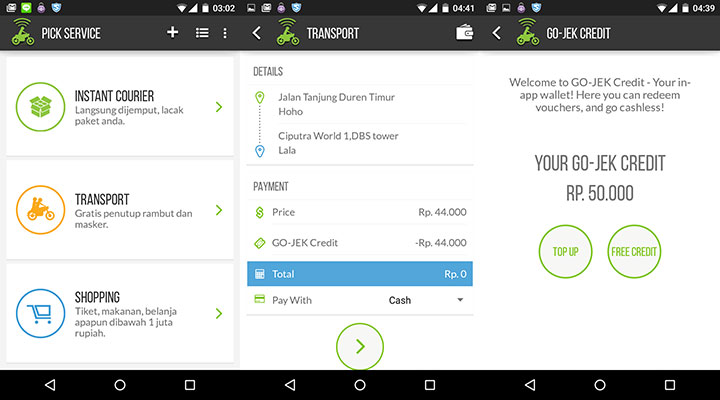 03:02
PICK SERVICE
INSTANT COURIER
Langsung dijemput, lacak
paket anda.
TRANSPORT
Gratis penutup rambut dan
masker.
SHOPPING
Tiket, makanan, belanja
apapun dibawah 1 juta
rupiah.
04:41
TRANSPORT
DETAILS
Jalan Tanjung Duren Timur
Hoho
Ciputra World 1,DBS tower
Lala
PAYMENT
Price Rp. 44.000
GO-JEK Credit -Rp. 44.000
Total Rp. 0
Pay With Cash
04:39
GO-JEK CREDIT
Welcome to GO-JEK Credit - Your in-
app wallet! Here you can redeem
vouchers, and go cashless!
YOUR GO-JEK CREDIT
RP. 50.000
TOP UP
FREE CREDIT